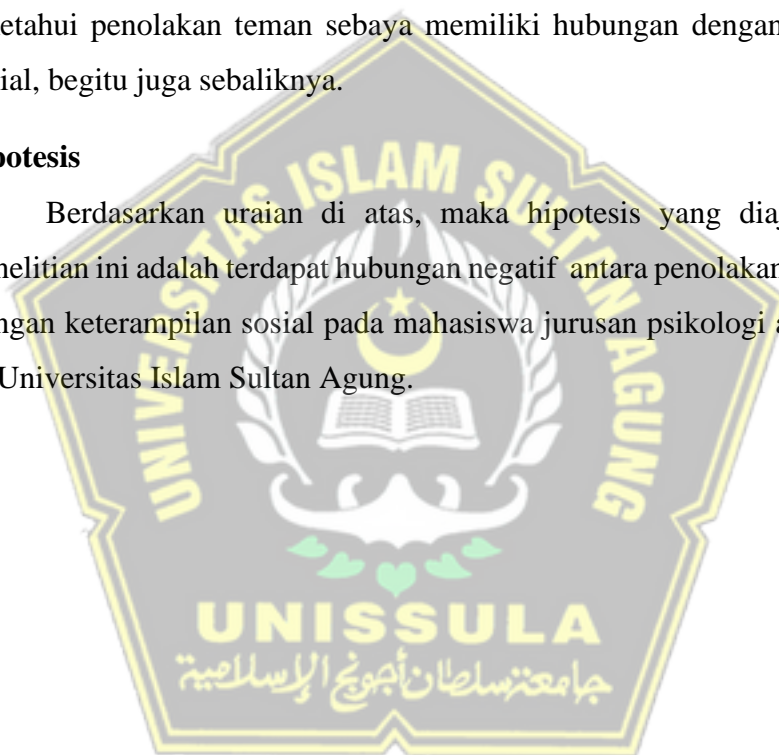 etahui penolakan teman sebaya memiliki hubungan dengan
ial, begitu juga sebaliknya.
potesis
Berdasarkan uraian di atas, maka hipotesis yang diaj
nelitian ini adalah terdapat hubungan negatif antara penolakan
ngan keterampilan sosial pada mahasiswa jurusan psikologi a
Universitas Islam Sultan Agung.
UNIVERSITAS ISLAM SULTAN AGUNG
UNISSULA
جامعة سلطان أجونج الإسلامية